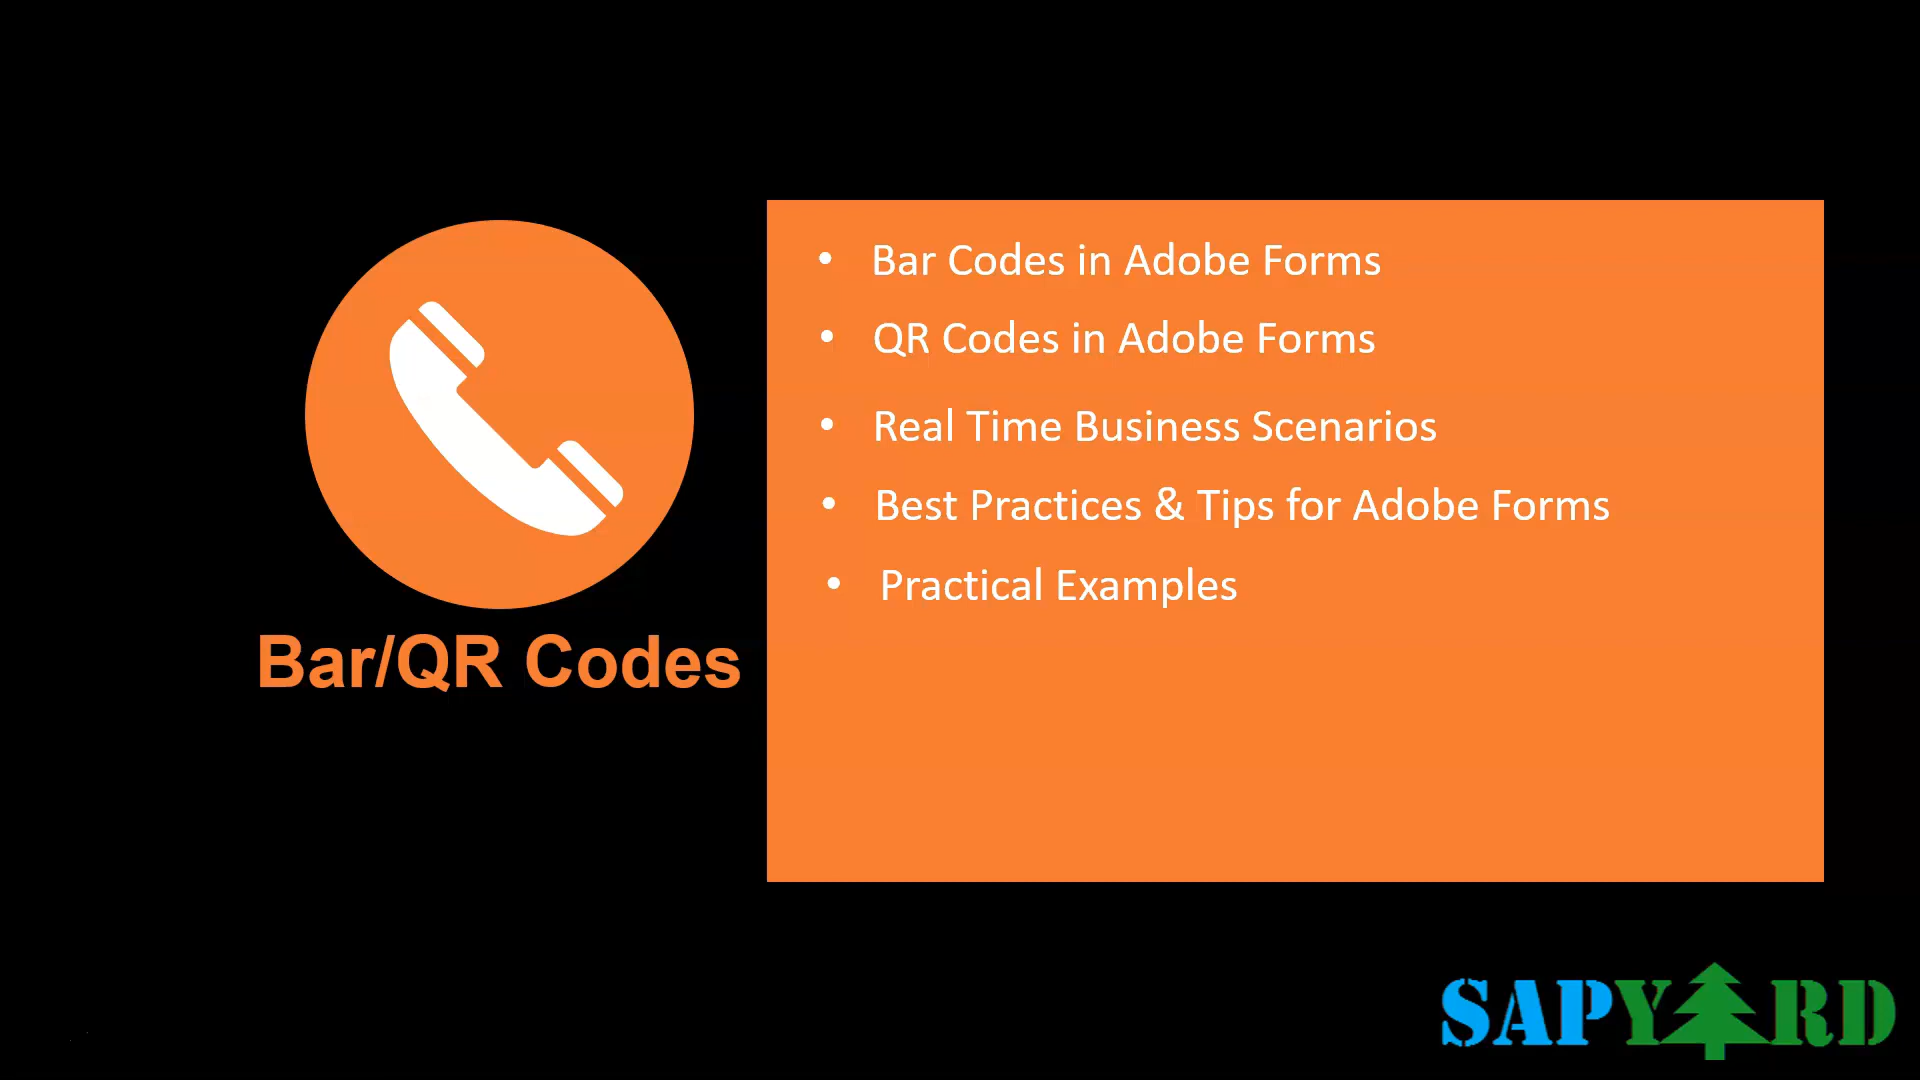 • Bar Codes in Adobe Forms
• QR Codes in Adobe Forms
• Real Time Business Scenarios
• Best Practices & Tips for Adobe Forms
• Practical Examples
Bar/QR Codes
SAPYARD